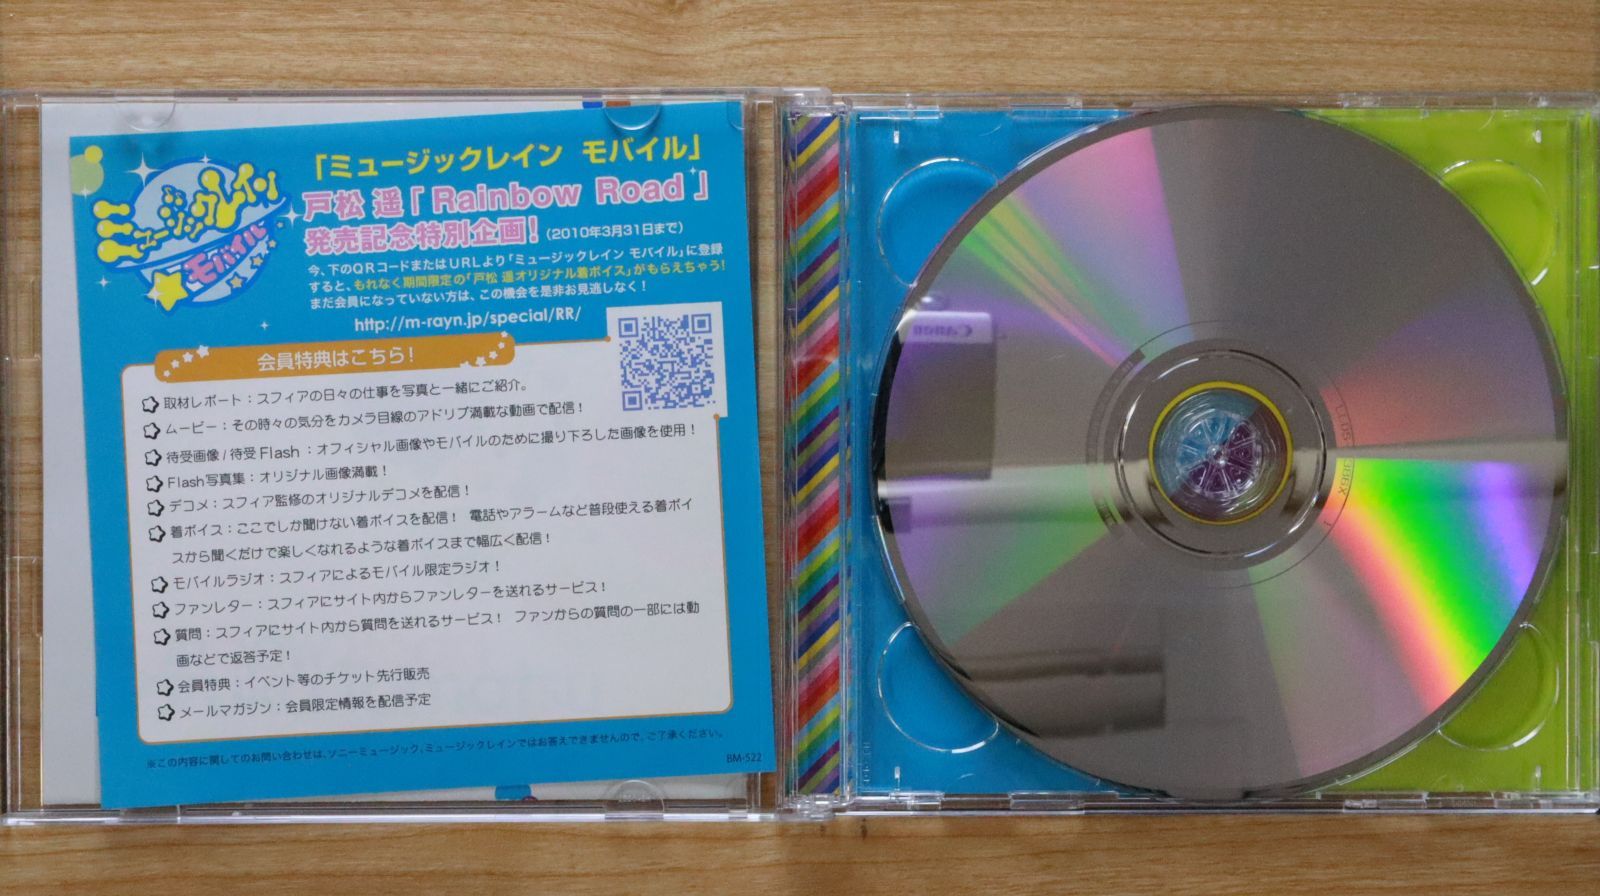 ミュージックレイン
モバイル
「ミュージックレイン モバイル」
戸松 遥「 Rainbow Road 」
発売記念特別企画！（2010年3月31日まで）
今、下のQRコードまたはURLより「ミュージックレイン モバイル」に登録
すると、もれなく期間限定の「戸松 遥オリジナル着ボイス」がもらえちゃう！
まだ会員になっていない方は、この機会を是非お見逃しなく！
http://m-rayn.jp/special/RR/
会員特典はこちら！
取材レポート：スフィアの日々の仕事を写真と一緒にご紹介。
ムービー：その時々の気分をカメラ目線のアドリブ満載な動画で配信！
待受画像 / 待受 Flash ：オフィシャル画像やモバイルのために撮り下ろした画像を使用！
Flash写真集：オリジナル画像満載！
デコメ：スフィア監修のオリジナルデコメを配信！
着ボイス：ここでしか聞けない着ボイスを配信！ 電話やアラームなど普段使える着ボイ
スから聞くだけで楽しくなれるような着ボイスまで幅広く配信！
モバイルラジオ：スフィアによるモバイル限定ラジオ！
ファンレター：スフィアにサイト内からファンレターを送れるサービス！
質問：スフィアにサイト内から質問を送れるサービス！ ファンからの質問の一部には動
画などで返答予定！
会員特典：イベント等のチケット先行販売
メールマガジン：会員限定情報を配信予定
※この内容に関してのお問い合わせは、ソニーミュージック、ミュージックレインではお答えできませんので、ご了承ください。
BM-522
Canon